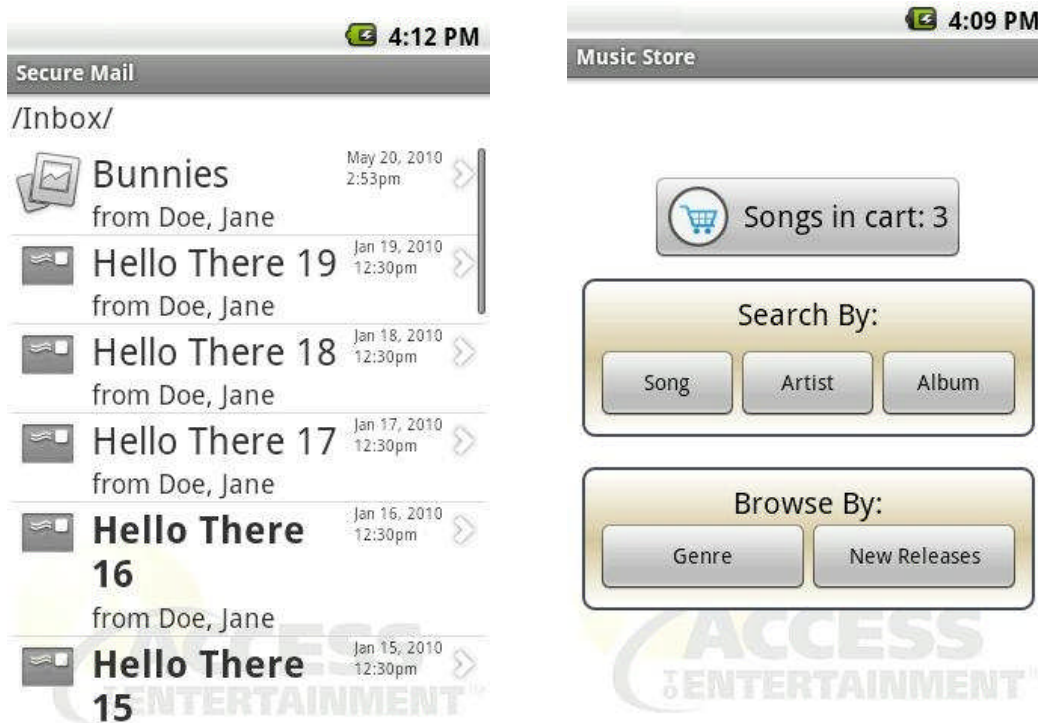 4:12 PM
Secure Mail
/Inbox/
Bunnies
May 20, 2010
2:53pm
from Doe, Jane
Hello There 19
Jan 19, 2010
12:30pm
from Doe, Jane
Hello There 18
Jan 18, 2010
12:30pm
from Doe, Jane
Hello There 17
Jan 17, 2010
12:30pm
from Doe, Jane
Hello There
16
Jan 16, 2010
12:30pm
from Doe, Jane
Hello There
15
Jan 15, 2010
12:30pm
ACCESS
TO ENTERTAINMENT
4:09 PM
Music Store
Songs in cart: 3
Search By:
Song
Artist
Album
Browse By:
Genre
New Releases
ACCESS
TO ENTERTAINMENT